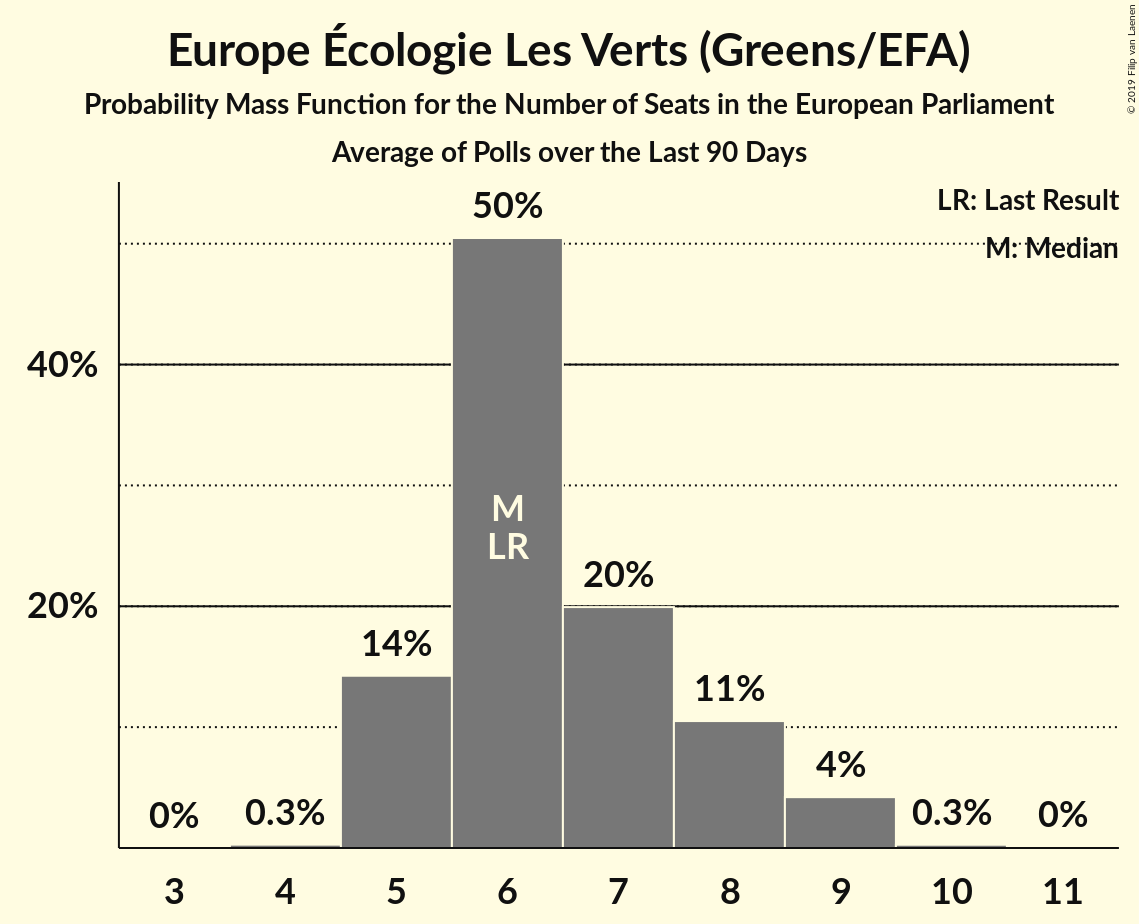 Europe Écologie Les Verts (Greens/EFA)
Probability Mass Function for the Number of Seats in the European Parliament
Average of Polls over the Last 90 Days
© 2019 Filip van Laenen
LR: Last Result
M: Median
50%
40%
M
LR
20%
20%
14%
11%
4%
0%
0.3%
0.3%
0%
3 4 5 6 7 8 9 10 11